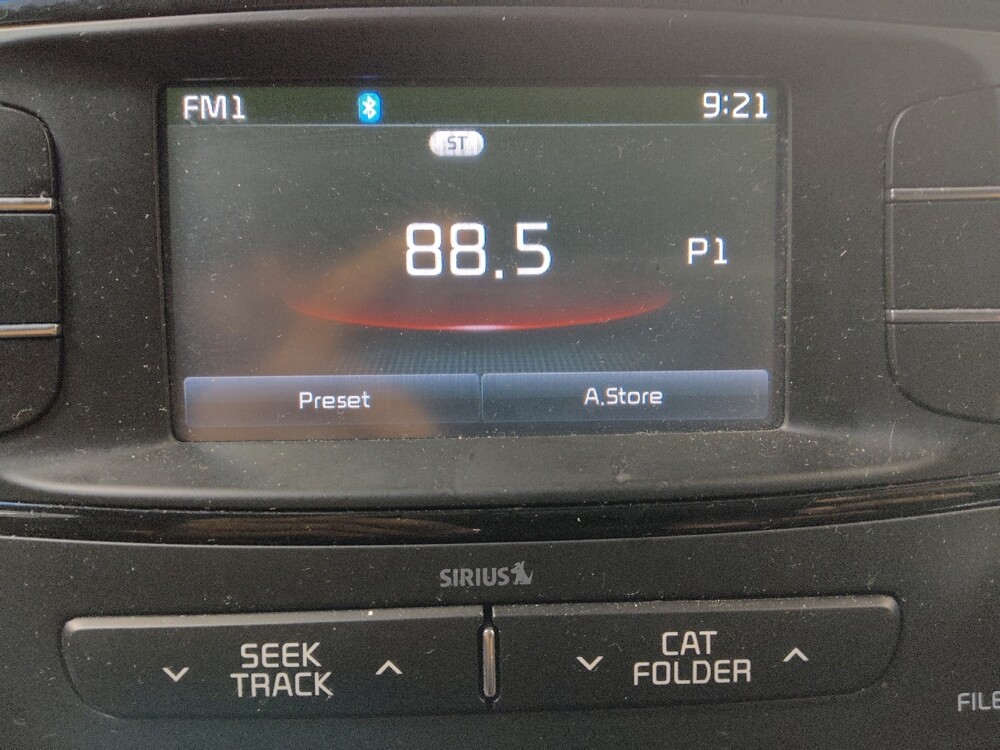 FM1 9:21
ST
88.5 P1
Preset A.Store
SIRIUS
SEEK
TRACK
CAT
FOLDER
FILE